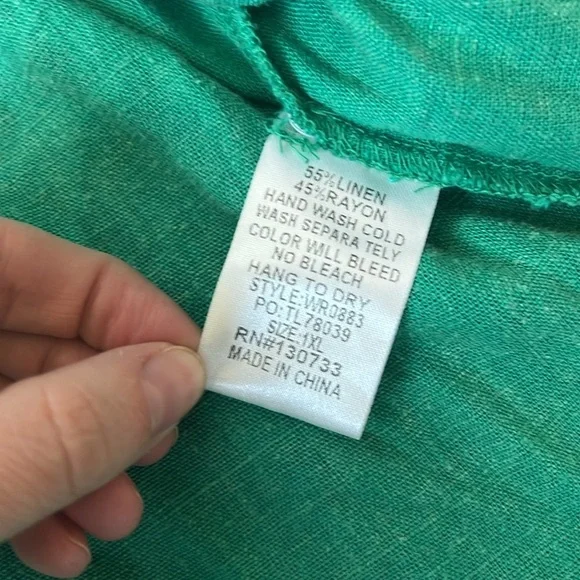 55%LINEN
45%RAYON
HAND WASH COLD
WASH SEPARA TELY
COLOR WILL BLEED
NO BLEACH
HANG TO DRY
STYLE:WR0883
PO:TL78039
SIZE:1XL
RN#130733
MADE IN CHINA